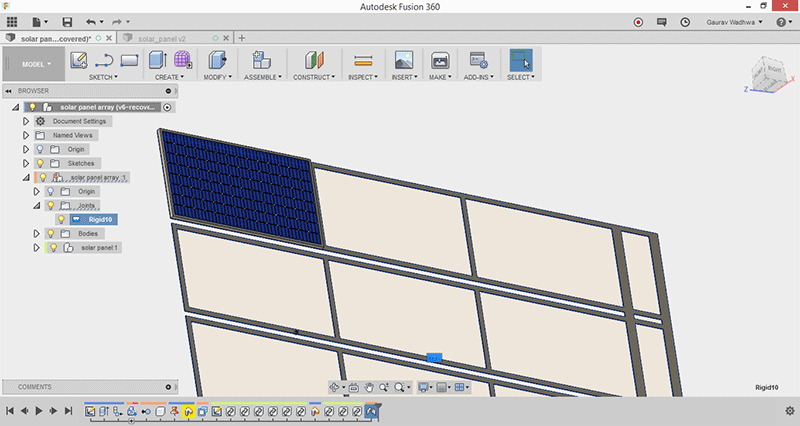 F Autodesk Fusion 360
Gaurav Wadhwa
solar pan...covered)*
solar_panel v2
MODEL
SKETCH
CREATE
MODIFY
ASSEMBLE
CONSTRUCT
INSPECT
INSERT
MAKE
ADD-INS
SELECT
BROWSER
RIGHT
Z
X
solar panel array (v6-recov...
Document Settings
Named Views
Origin
Sketches
solar panel array :1
Origin
Joints
Rigid10
Bodies
solar panel:1
COMMENTS
Rigid10